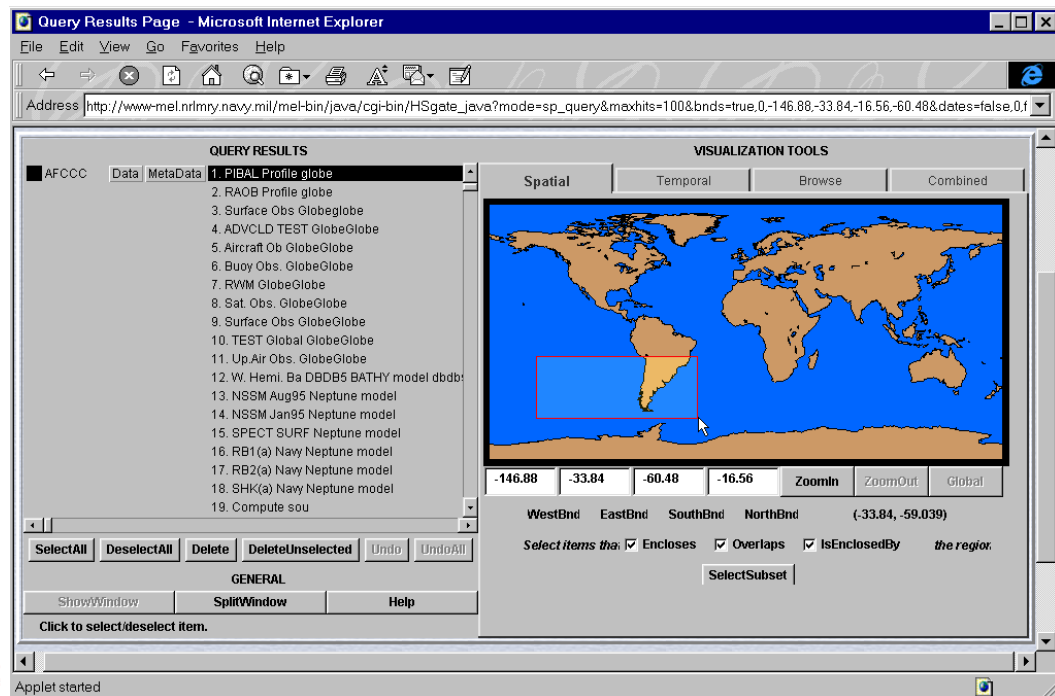 Query Results Page - Microsoft Internet Explorer
File Edit View Go Favorites Help
Address http://www-mel.nrlmry.navy.mil/mel-bin/java/cgi-bin/HSgate_java?mode=sp_query&maxhits=100&bnds=true,0,-146.88,-33.84,-16.56,-60.48&dates=false,0,f
QUERY RESULTS
AFCCC Data MetaData 1. PIBAL Profile globe
2. RAOB Profile globe
3. Surface Obs Globeglobe
4. ADVCLD TEST GlobeGlobe
5. Aircraft Ob GlobeGlobe
6. Buoy Obs. GlobeGlobe
7. RWM GlobeGlobe
8. Sat. Obs. GlobeGlobe
9. Surface Obs GlobeGlobe
10. TEST Global GlobeGlobe
11. Up.Air Obs. GlobeGlobe
12. W. Hemi. Ba DBDB5 BATHY model dbdb
13. NSSM Aug95 Neptune model
14. NSSM Jan95 Neptune model
15. SPECT SURF Neptune model
16. RB1(a) Navy Neptune model
17. RB2(a) Navy Neptune model
18. SHK(a) Navy Neptune model
19. Compute sou
SelectAll DeselectAll Delete DeleteUnselected Undo UndoAll
GENERAL
ShowWindow SplitWindow Help
Click to select/deselect item.
VISUALIZATION TOOLS
Spatial Temporal Browse Combined
-146.88 -33.84 -60.48 -16.56 ZoomIn ZoomOut Global
WestBnd EastBnd SouthBnd NorthBnd (-33.84, -59.039)
Select items tha Encloses Overlaps IsEnclosedBy the region
SelectSubset
Applet started